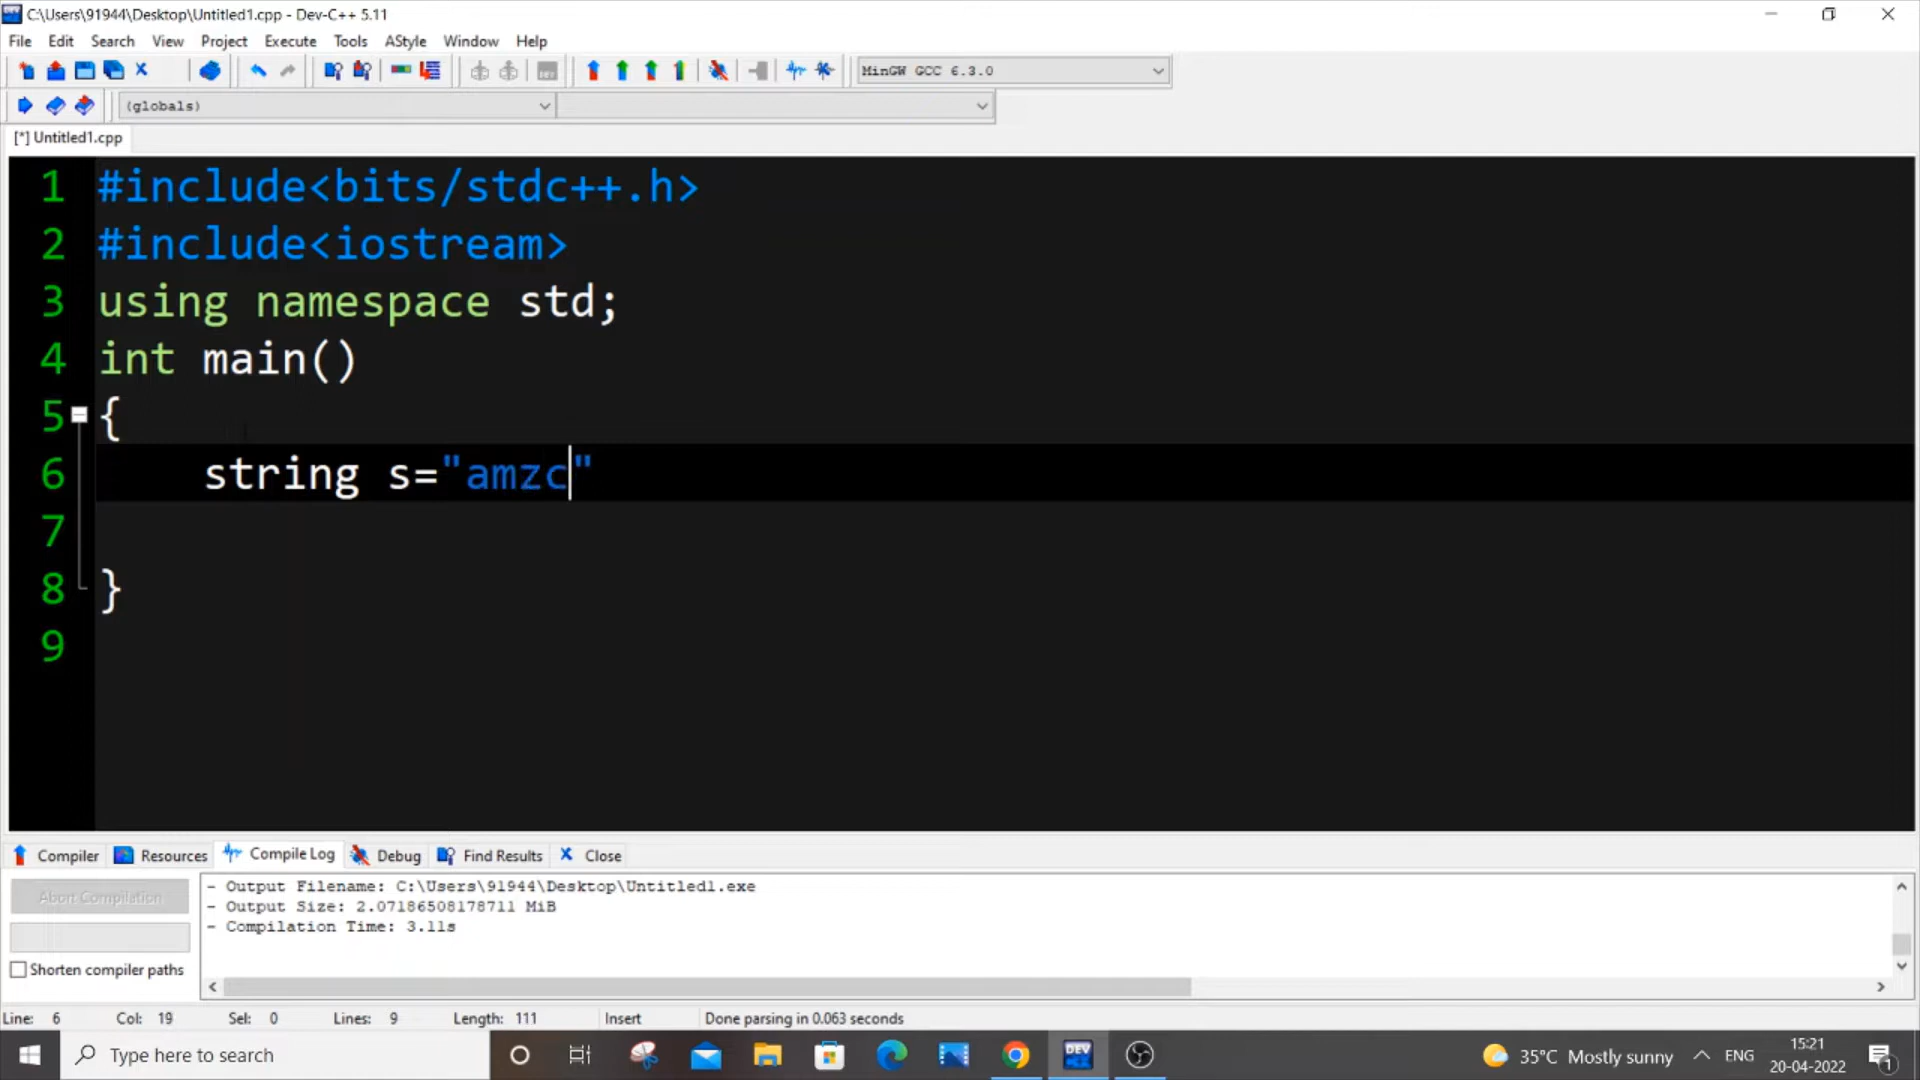 C:\Users\91944\Desktop\Untitled1.cpp - Dev-C++ 5.11
File Edit Search View Project Execute Tools AStyle Window Help
MinGW GCC 6.3.0
(globals)
[*] Untitled1.cpp
1 #include<bits/stdc++.h>
2 #include<iostream>
3 using namespace std;
4 int main()
5 {
6 string s="amzc"
7
8 }
9
Compiler Resources Compile Log Debug Find Results Close
Abort Compilation
- Output Filename: C:\Users\91944\Desktop\Untitled1.exe
- Output Size: 2.07186508178711 MiB
- Compilation Time: 3.11s
Shorten compiler paths
Line: 6 Col: 19 Sel: 0 Lines: 9 Length: 111 Insert Done parsing in 0.063 seconds
Type here to search
DEV
35°C Mostly sunny
ENG
15:21
20-04-2022
1